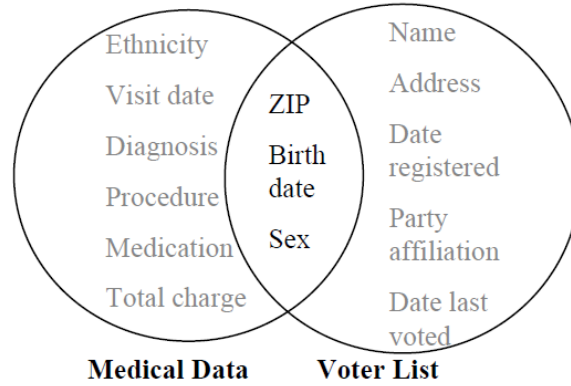 Ethnicity
Visit date
Diagnosis
Procedure
Medication
Total charge
ZIP
Birth
date
Sex
Name
Address
Date
registered
Party
affiliation
Date last
voted
Medical Data
Voter List